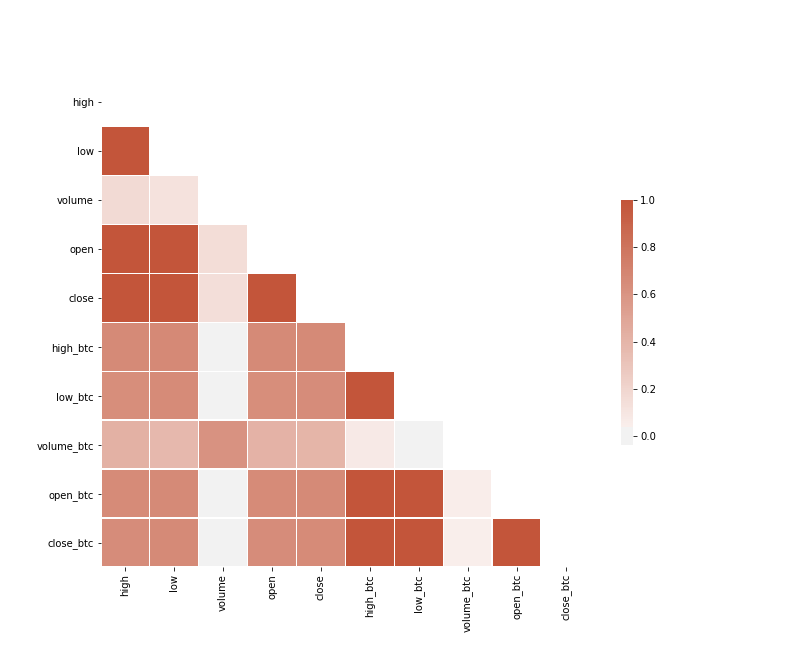 high
low
volume
open
close
high_btc
low_btc
volume_btc
open_btc
close_btc
high
low
volume
open
close
high_btc
low_btc
volume_btc
open_btc
close_btc
1.0
0.8
0.6
0.4
0.2
0.0